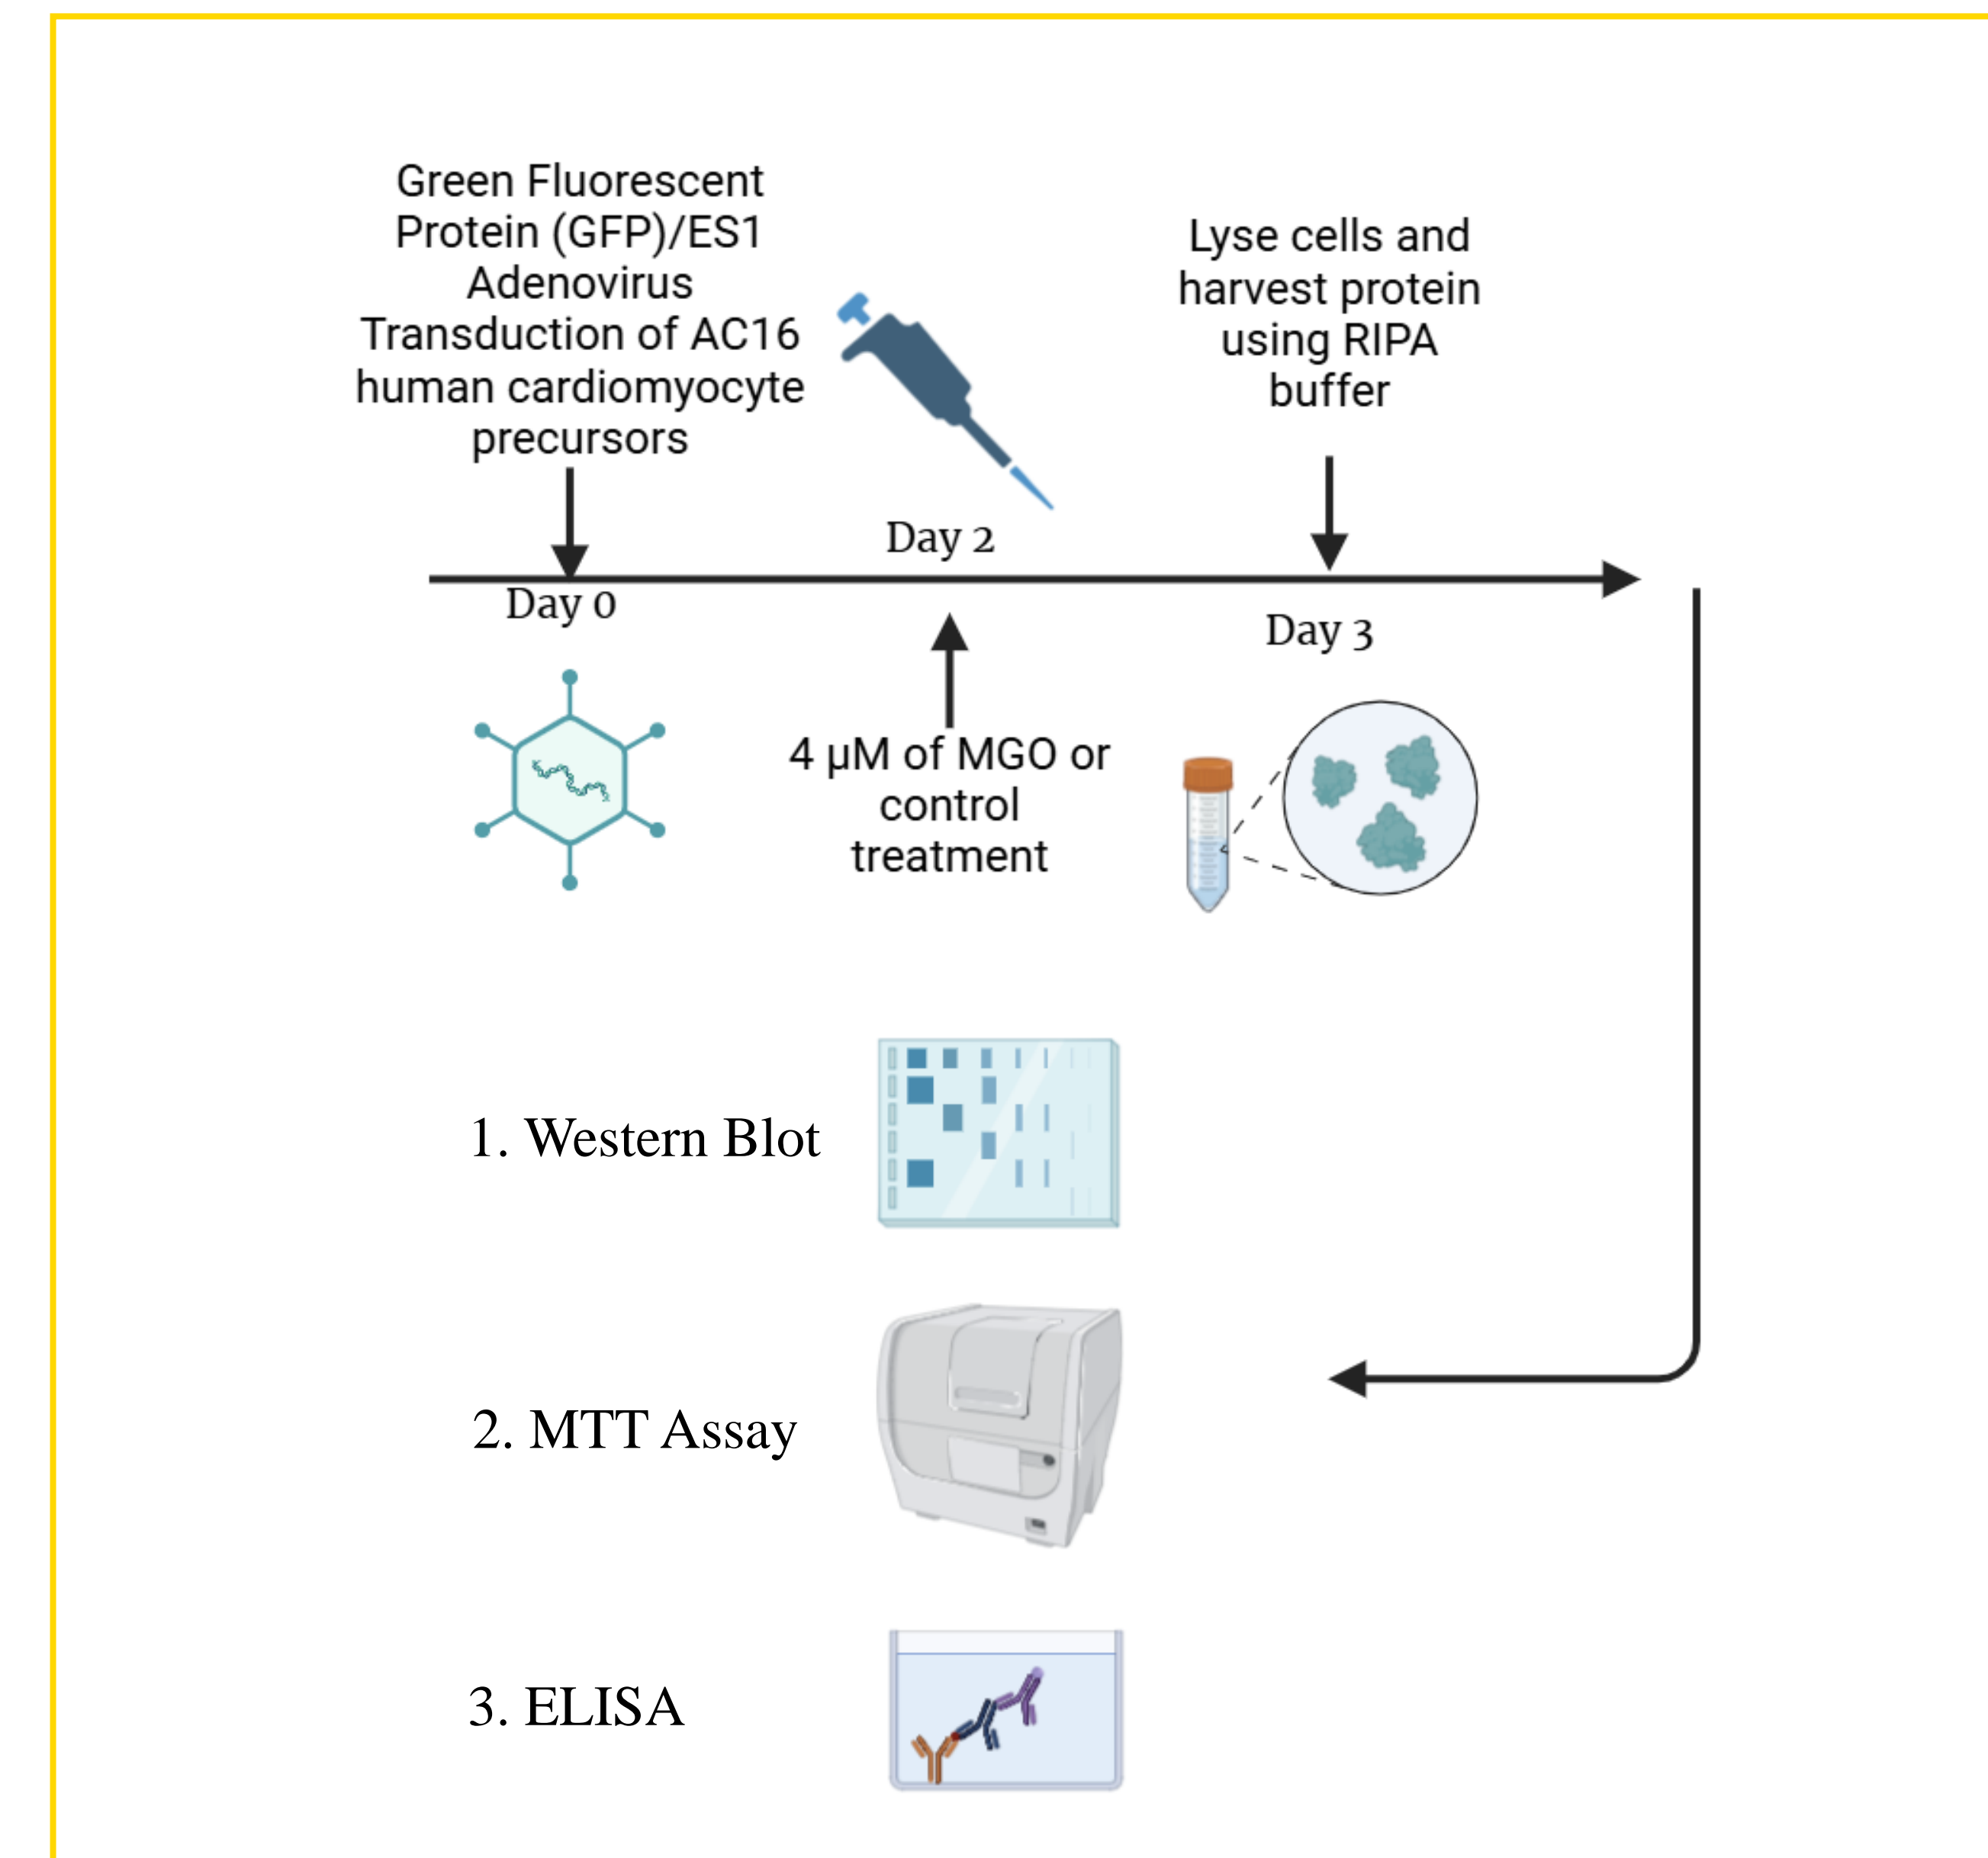 Green Fluorescent
Protein (GFP)/ES1
Adenovirus
Transduction of AC16
human cardiomyocyte
precursors
Lyse cells and
harvest protein
using RIPA
buffer
Day 2
Day 0
Day 3
4 μM of MGO or
control
treatment
1. Western Blot
2. MTT Assay
3. ELISA